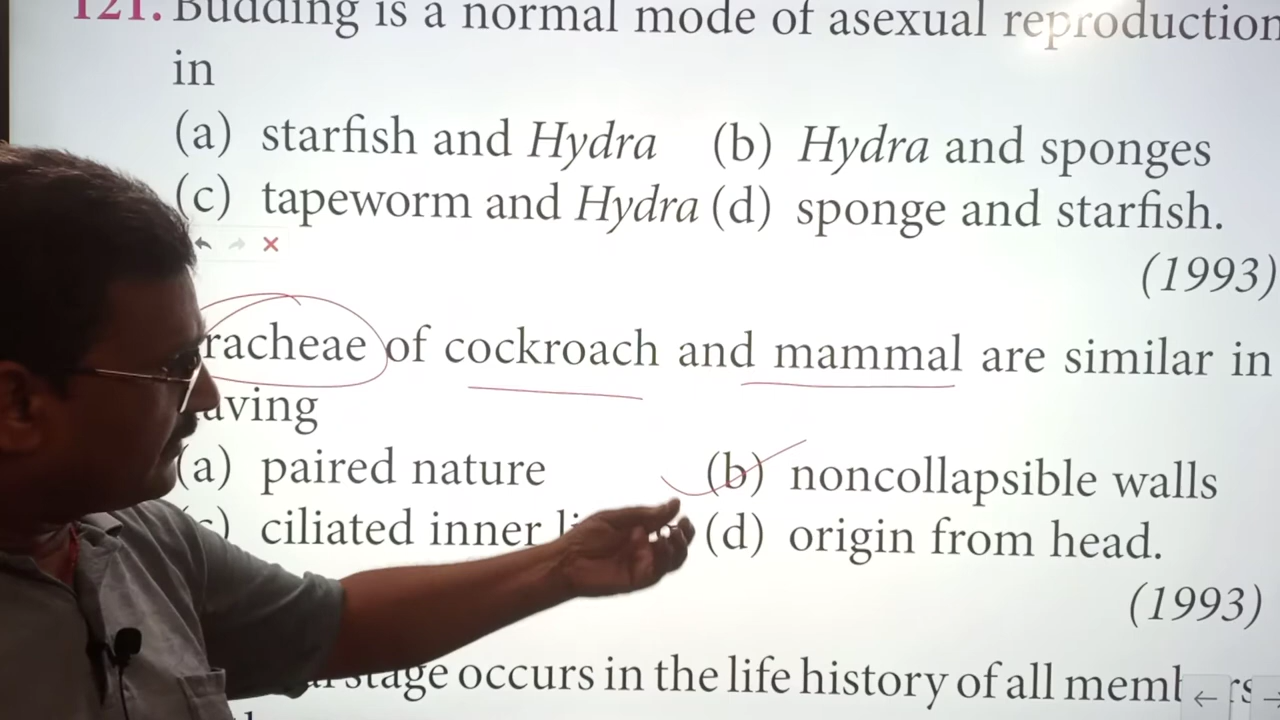 121. Budding is a normal mode of asexual reproduction
in
(a) starfish and Hydra (b) Hydra and sponges
(c) tapeworm and Hydra (d) sponge and starfish.
(1993)
racheae of cockroach and mammal are similar in
aving
(a) paired nature (b) noncollapsible walls
ciliated inner (d) origin from head.
(1993)
stage occurs in the life history of all